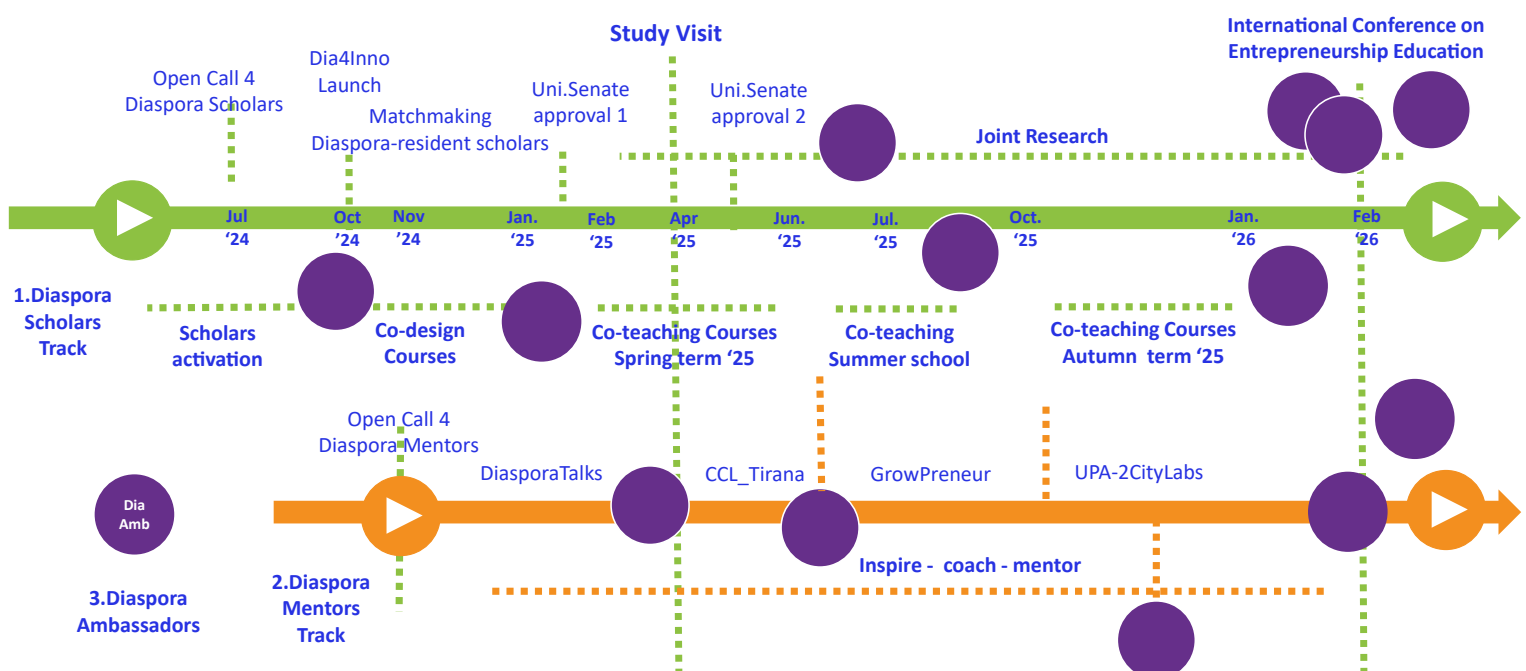 International Conference on
Entrepreneurship Education
Study Visit
Dia4Inno
Launch
Open Call 4
Diaspora Scholars
Uni.Senate
approval 1
Uni.Senate
approval 2
Matchmaking
Diaspora-resident scholars
Joint Research
Jul
‘24
Oct
‘24
Nov
‘24
Jan.
‘25
Feb
‘25
Apr
‘25
Jun.
‘25
Jul.
‘25
Oct.
‘25
Jan.
‘26
Feb
‘26
1.Diaspora
Scholars
Track
Scholars
activation
Co-design
Courses
Co-teaching Courses
Spring term ‘25
Co-teaching
Summer school
Co-teaching Courses
Autumn term ‘25
Open Call 4
Diaspora Mentors
DiasporaTalks
CCL_Tirana
GrowPreneur
UPA-2CityLabs
Dia
Amb
Inspire - coach - mentor
2.Diaspora
Mentors
Track
3.Diaspora
Ambassadors